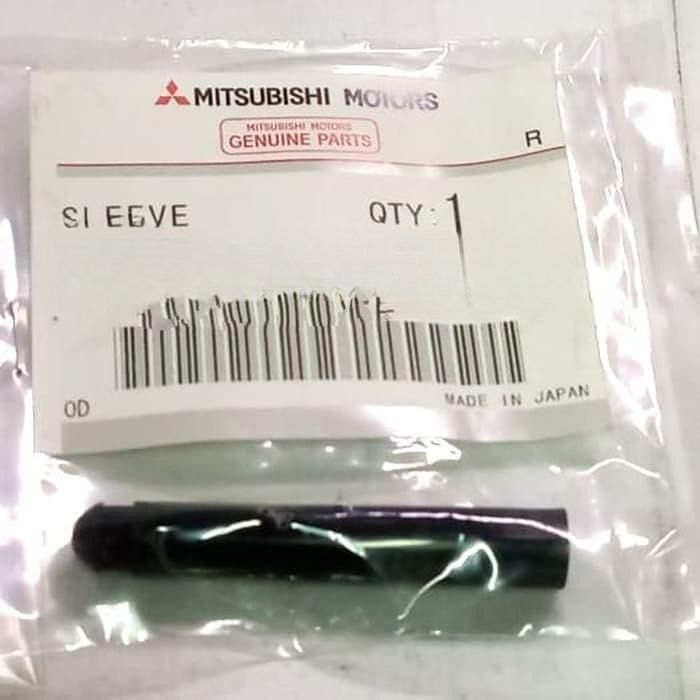 MITSUBISHI MOTORS
MITSUBISHI MOTORS
GENUINE PARTS
R
SLEEVE QTY: 1
OD
MADE IN JAPAN